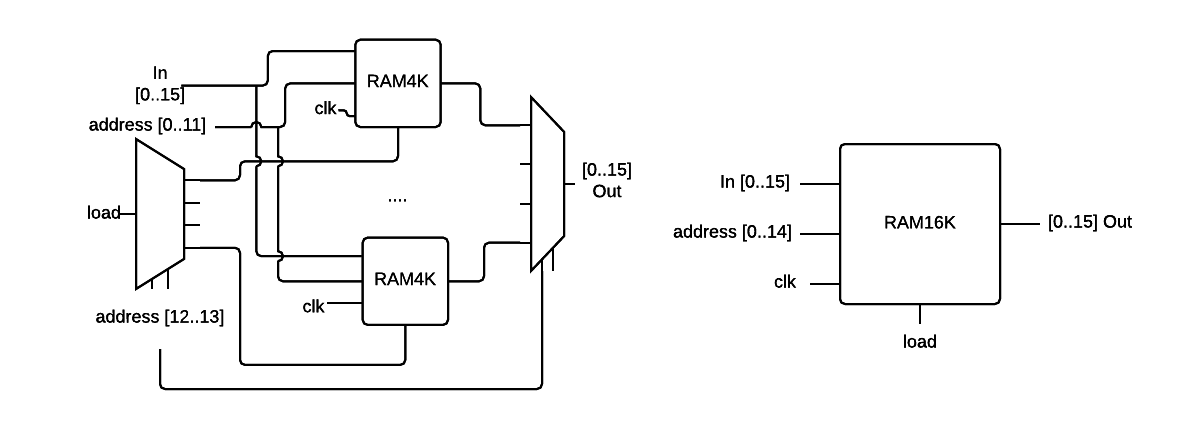 In
[0..15]
address [0..11]
load
address [12..13]
RAM4K
clk
....
RAM4K
clk
[0..15]
Out
In [0..15]
address [0..14]
clk
RAM16K
[0..15] Out
load